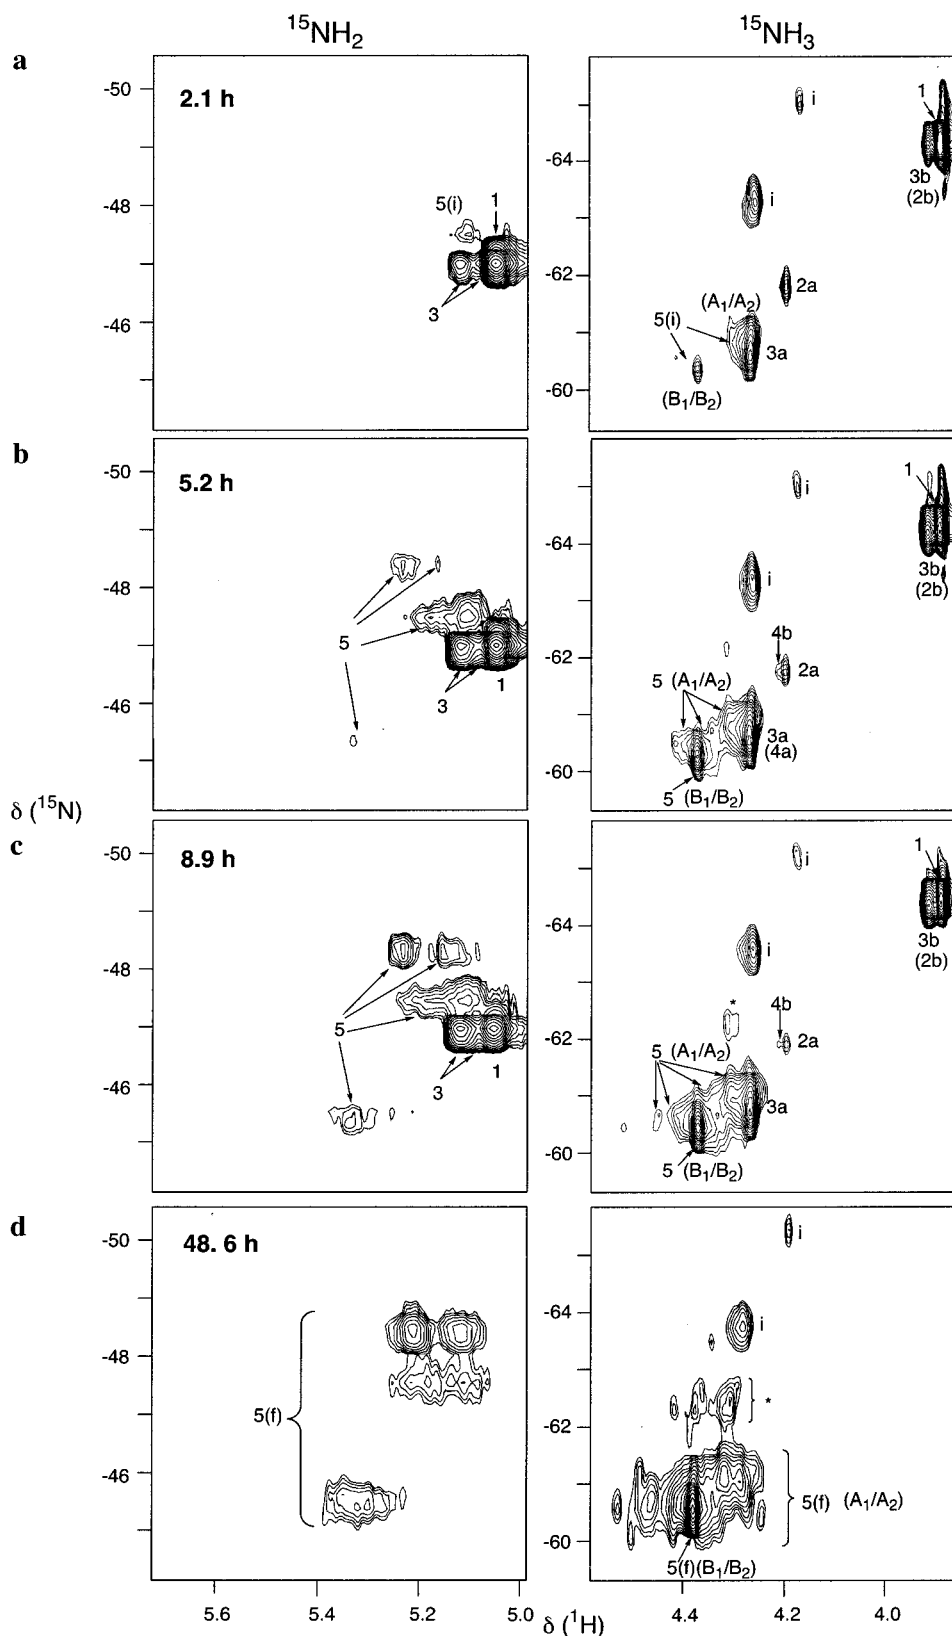 ¹⁵NH₂
¹⁵NH₃
a
2.1 h
-50
-48
-46
5(i)
1
3
-64
-62
-60
i
i
2a
(A₁/A₂)
5(i)
3a
(B₁/B₂)
1
3b
(2b)
b
5.2 h
-50
-48
-46
5
3
1
-64
-62
-60
i
i
4b
2a
5 (A₁/A₂)
3a
(4a)
5 (B₁/B₂)
1
3b
(2b)
δ (¹⁵N)
c
8.9 h
-50
-48
-46
5
3
1
-64
-62
-60
i
i
*
4b
2a
5 (A₁/A₂)
3a
5 (B₁/B₂)
1
3b
(2b)
d
48. 6 h
-50
-48
-46
5(f)
-64
-62
-60
i
i
*
5(f) (A₁/A₂)
5(f)(B₁/B₂)
5.6
5.4
5.2
5.0
δ (¹H)
4.4
4.2
4.0